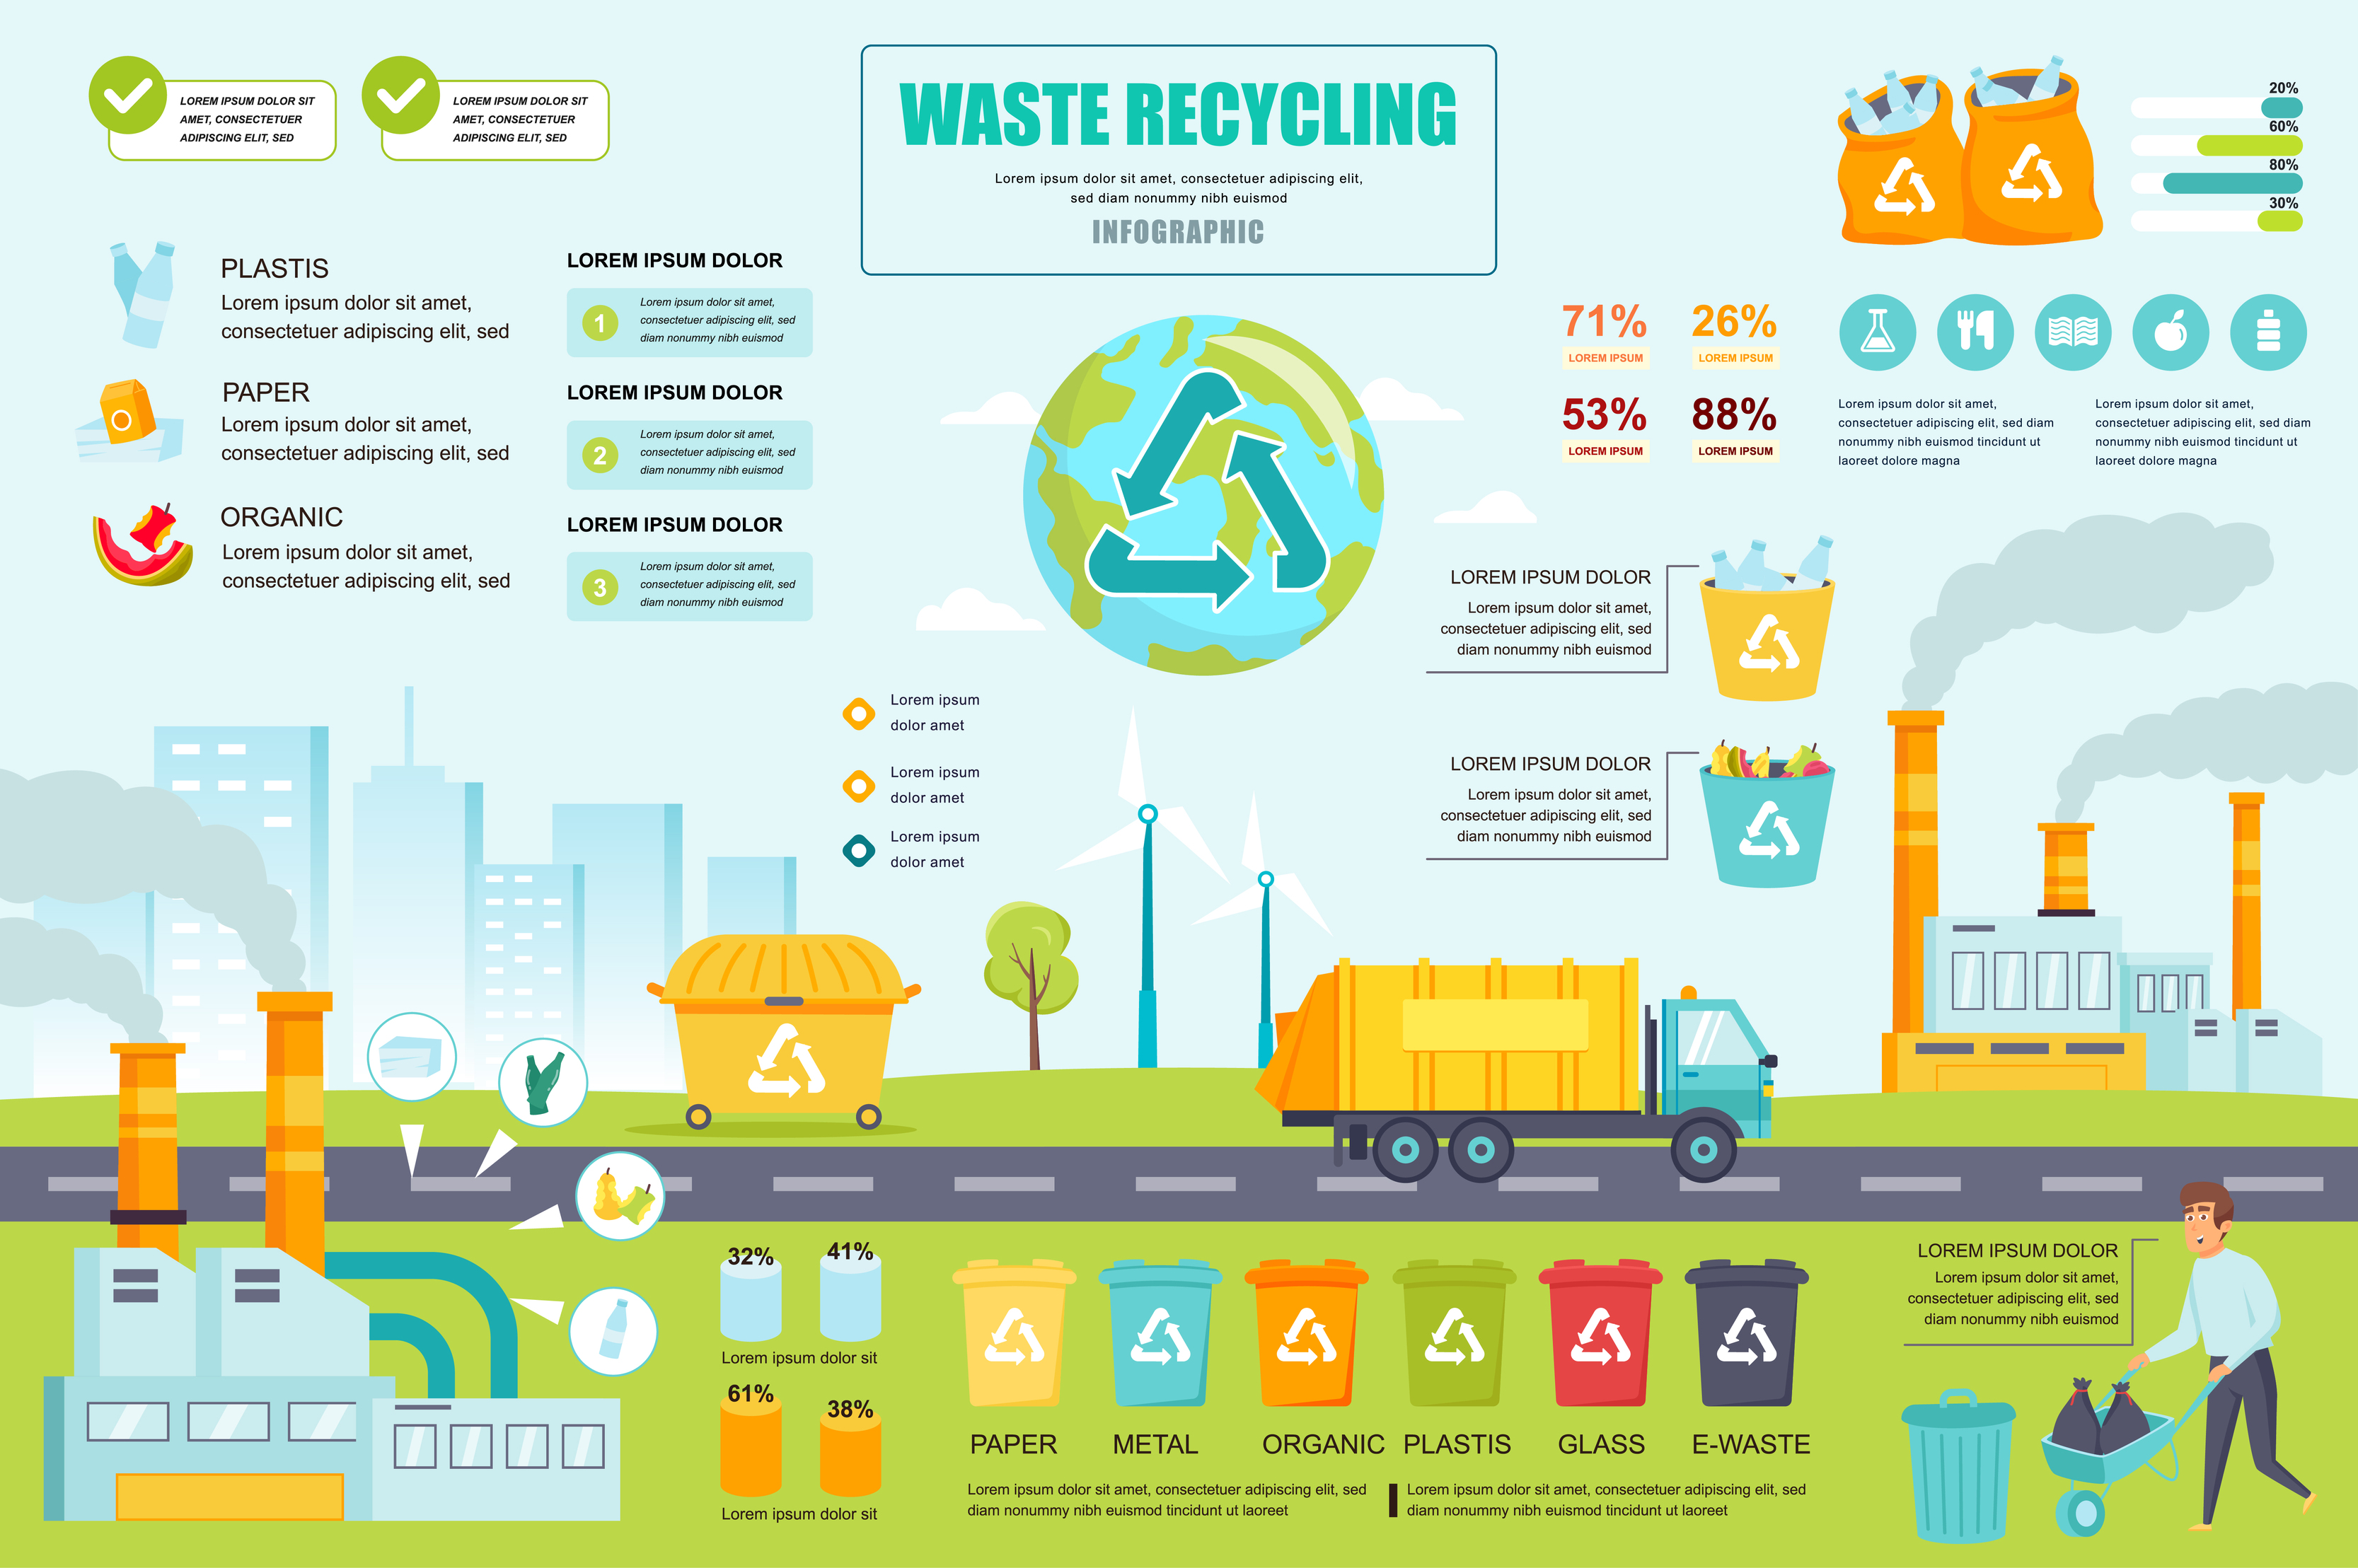 LOREM IPSUM DOLOR SIT
AMET, CONSECTETUER
ADIPISCING ELIT, SED
LOREM IPSUM DOLOR SIT
AMET, CONSECTETUER
ADIPISCING ELIT, SED
WASTE RECYCLING
Lorem ipsum dolor sit amet, consectetuer adipiscing elit,
sed diam nonummy nibh euismod
INFOGRAPHIC
20%
60%
80%
30%
PLASTIS
Lorem ipsum dolor sit amet,
consectetuer adipiscing elit, sed
PAPER
Lorem ipsum dolor sit amet,
consectetuer adipiscing elit, sed
ORGANIC
Lorem ipsum dolor sit amet,
consectetuer adipiscing elit, sed
LOREM IPSUM DOLOR
1
Lorem ipsum dolor sit amet,
consectetuer adipiscing elit, sed
diam nonummy nibh euismod
LOREM IPSUM DOLOR
2
Lorem ipsum dolor sit amet,
consectetuer adipiscing elit, sed
diam nonummy nibh euismod
LOREM IPSUM DOLOR
3
Lorem ipsum dolor sit amet,
consectetuer adipiscing elit, sed
diam nonummy nibh euismod
71%
LOREM IPSUM
26%
LOREM IPSUM
53%
LOREM IPSUM
88%
LOREM IPSUM
Lorem ipsum dolor sit amet,
consectetuer adipiscing elit, sed diam
nonummy nibh euismod tincidunt ut
laoreet dolore magna
Lorem ipsum dolor sit amet,
consectetuer adipiscing elit, sed diam
nonummy nibh euismod tincidunt ut
laoreet dolore magna
LOREM IPSUM DOLOR
Lorem ipsum dolor sit amet,
consectetuer adipiscing elit, sed
diam nonummy nibh euismod
LOREM IPSUM DOLOR
Lorem ipsum dolor sit amet,
consectetuer adipiscing elit, sed
diam nonummy nibh euismod
Lorem ipsum
dolor amet
Lorem ipsum
dolor amet
Lorem ipsum
dolor amet
32%
41%
Lorem ipsum dolor sit
61%
38%
Lorem ipsum dolor sit
PAPER
METAL
ORGANIC
PLASTIS
GLASS
E-WASTE
Lorem ipsum dolor sit amet, consectetuer adipiscing elit, sed
diam nonummy nibh euismod tincidunt ut laoreet
Lorem ipsum dolor sit amet, consectetuer adipiscing elit, sed
diam nonummy nibh euismod tincidunt ut laoreet
LOREM IPSUM DOLOR
Lorem ipsum dolor sit amet,
consectetuer adipiscing elit, sed
diam nonummy nibh euismod